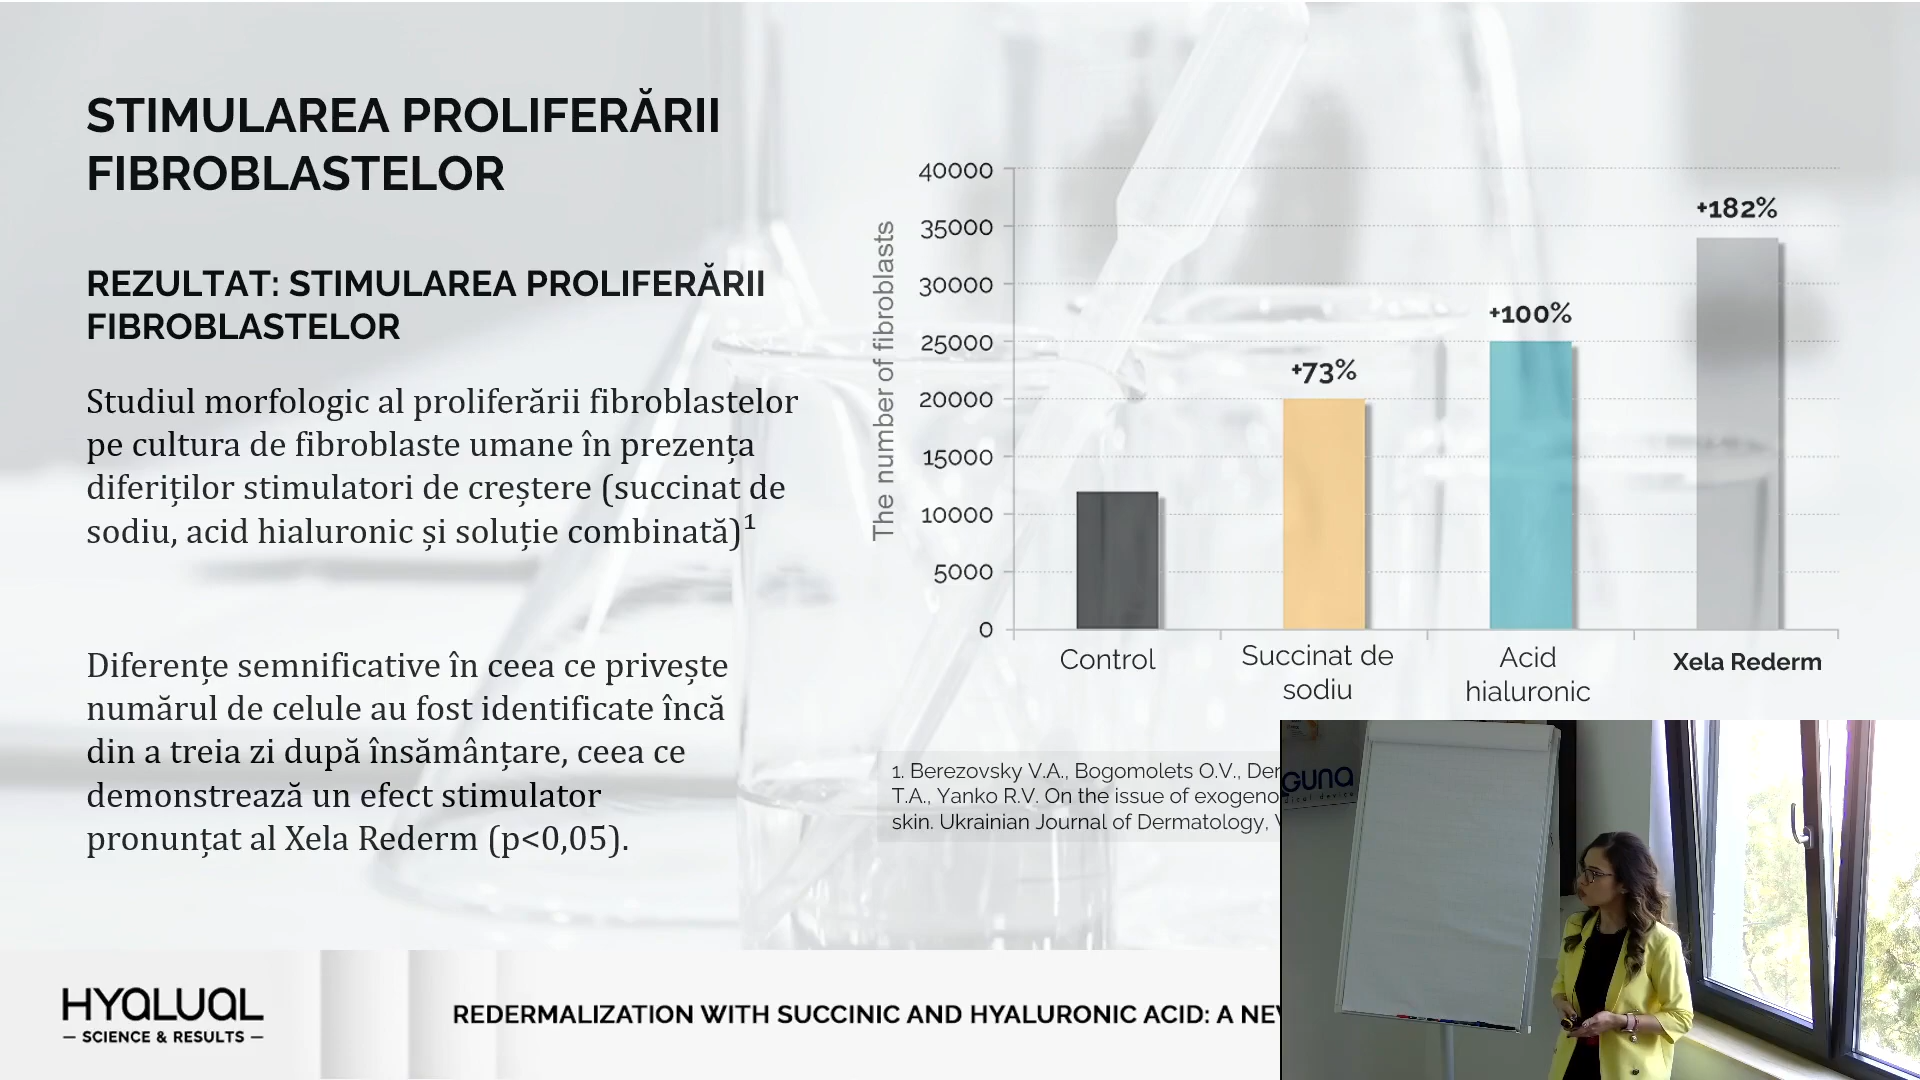 STIMULAREA PROLIFERĂRII
FIBROBLASTELOR
REZULTAT: STIMULAREA PROLIFERĂRII
FIBROBLASTELOR
Studiul morfologic al proliferării fibroblastelor
pe cultura de fibroblaste umane în prezența
diferiților stimulatori de creștere (succinat de
sodiu, acid hialuronic și soluție combinată)¹
Diferențe semnificative în ceea ce privește
numărul de celule au fost identificate încă
din a treia zi după însămânțare, ceea ce
demonstrează un efect stimulator
pronunțat al Xela Rederm (p<0,05).
The number of fibroblasts
40000
35000
30000
25000
20000
15000
10000
5000
0
+73%
+100%
+182%
Control
Succinat de
sodiu
Acid
hialuronic
Xela Rederm
1. Berezovsky V.A., Bogomolets O.V., Der
T.A., Yanko R.V. On the issue of exogeno
skin. Ukrainian Journal of Dermatology, V
GUNA
HYALUAL
— SCIENCE & RESULTS —
REDERMALIZATION WITH SUCCINIC AND HYALURONIC ACID: A NEW